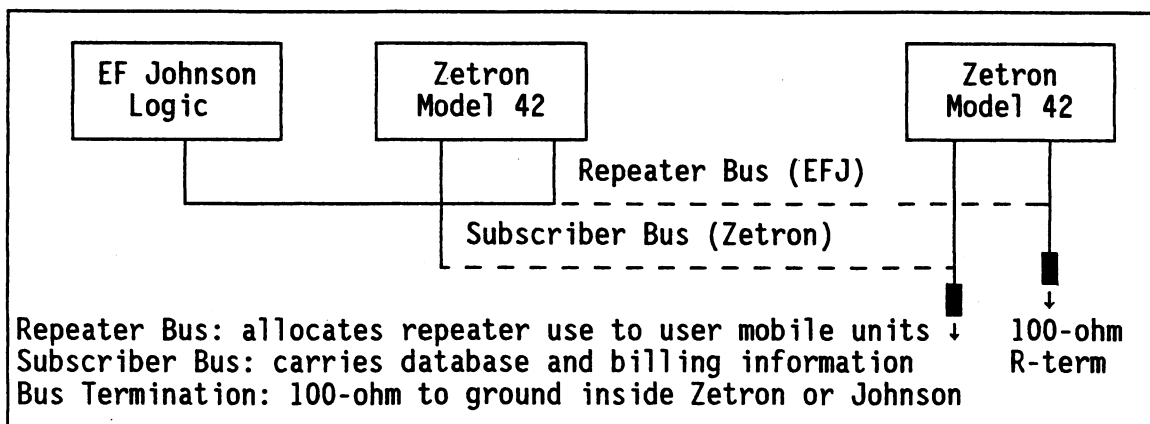 EF Johnson
Logic
Zetron
Model 42
Zetron
Model 42
Repeater Bus (EFJ)
Subscriber Bus (Zetron)
Repeater Bus: allocates repeater use to user mobile units ↓ 100-ohm
Subscriber Bus: carries database and billing information R-term
Bus Termination: 100-ohm to ground inside Zetron or Johnson